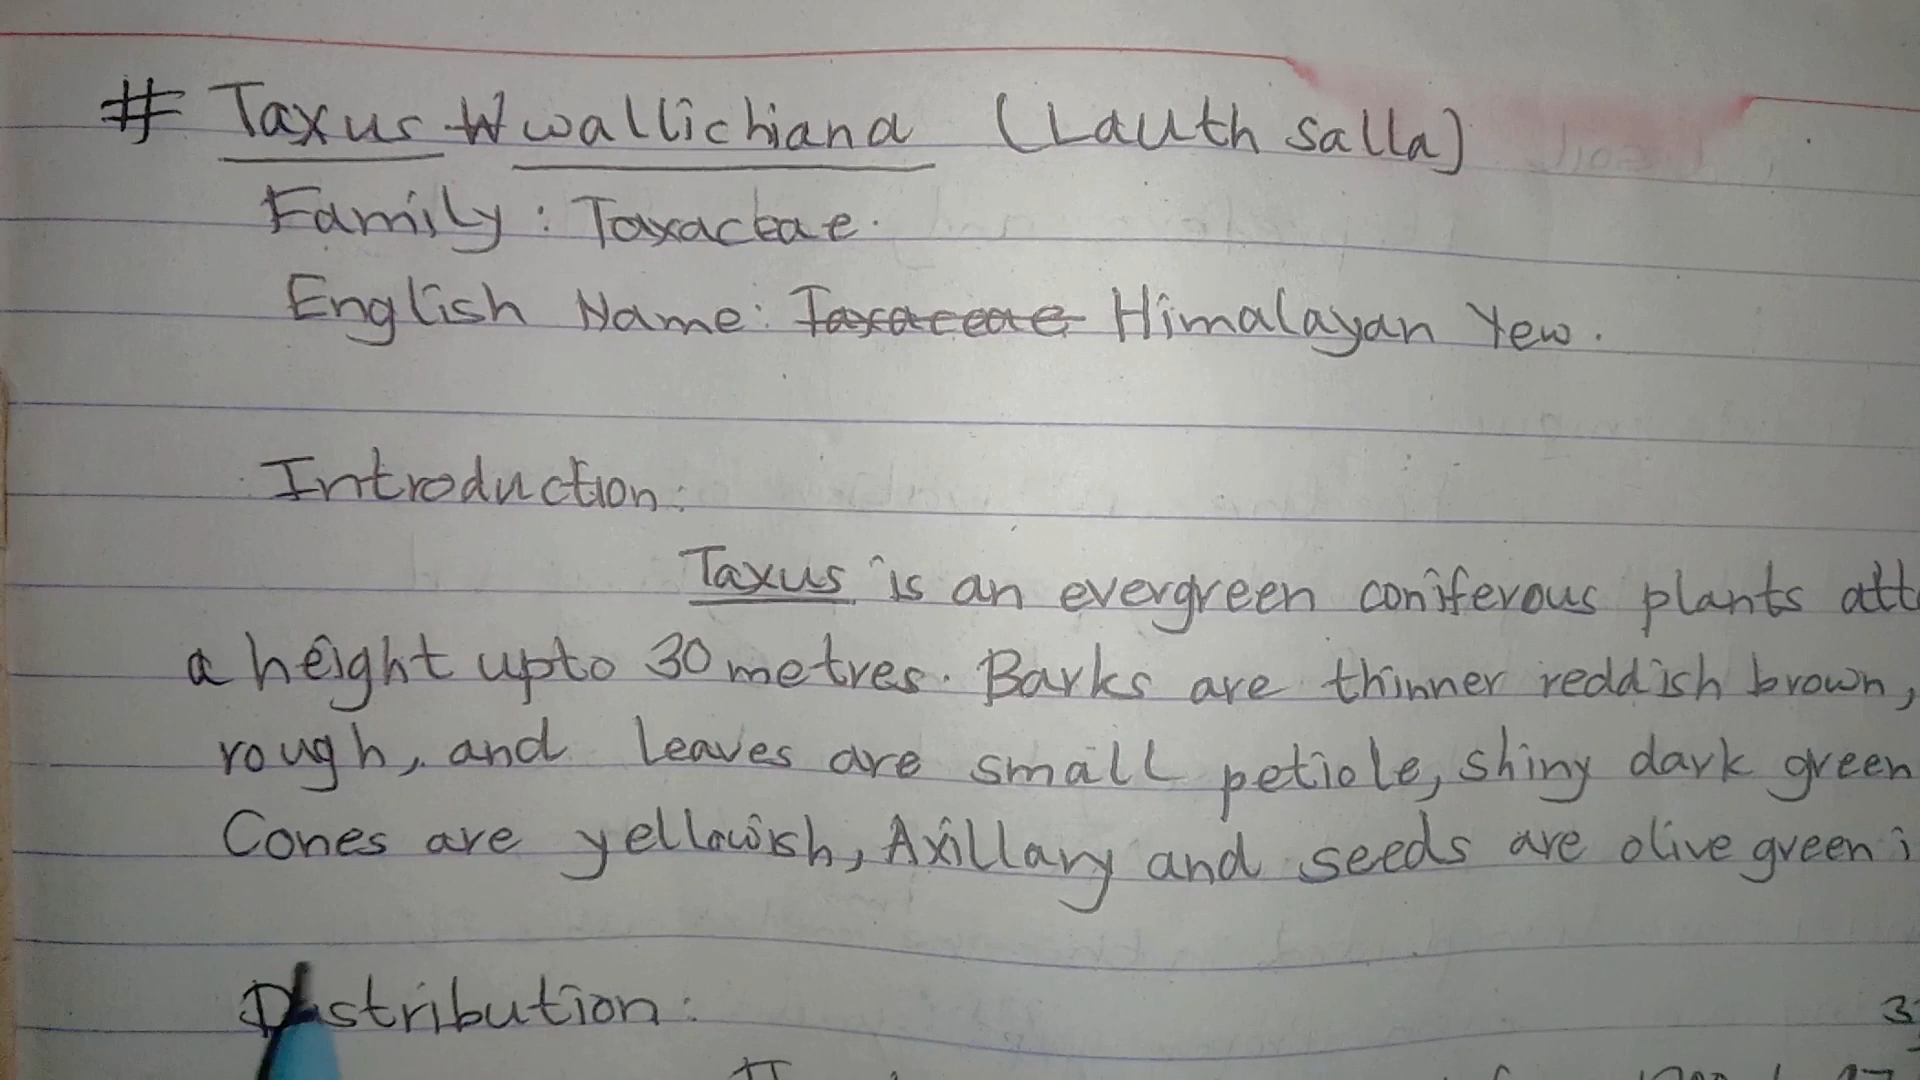 # Taxus wallichiana (Lauth salla)
Family: Taxaceae.
English Name: Taxaceae Himalayan Yew.
Introduction:
Taxus is an evergreen coniferous plants att
a height upto 30 metres. Barks are thinner reddish brown,
rough, and leaves are small petiole, shiny dark green
Cones are yellowish, Axillary and seeds are olive green i
Distribution: